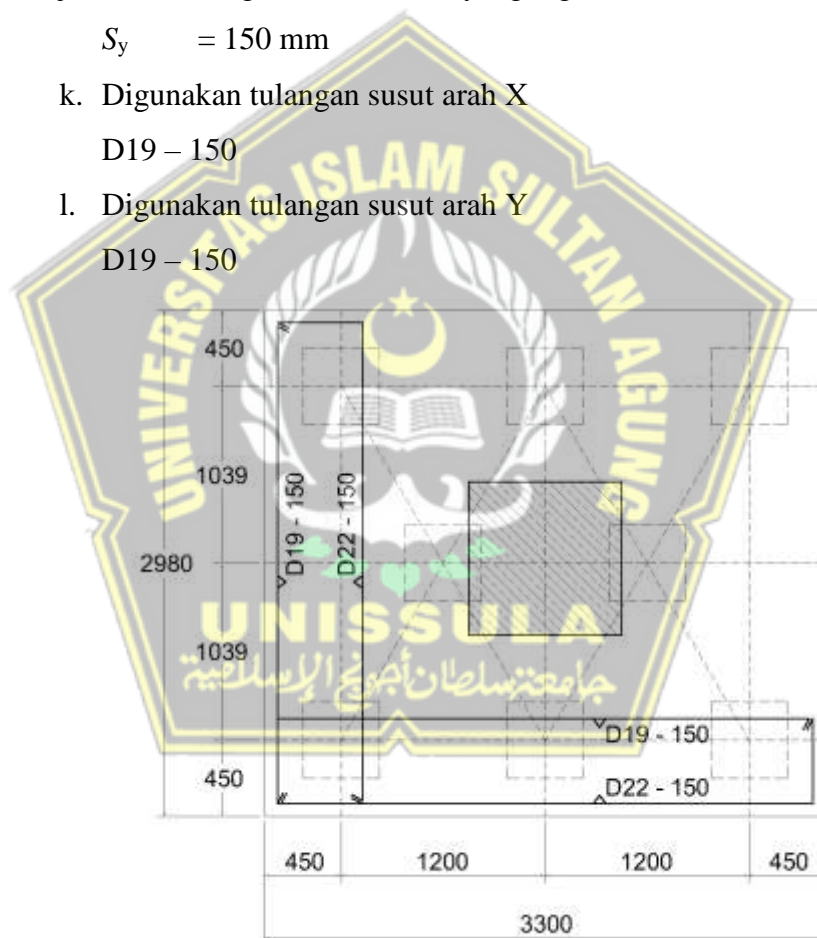 S_y = 150 mm
k. Digunakan tulangan susut arah X
D19 – 150
l. Digunakan tulangan susut arah Y
D19 – 150
UNIVERSITAS ISLAM SULTAN AGUNG
450
1039
D19 - 150
D22 - 150
2980
UNISSULA
1039
جامعتنسلطان أجونج الإسلامية
D19 - 150
450
D22 - 150
450 1200 1200 450
3300